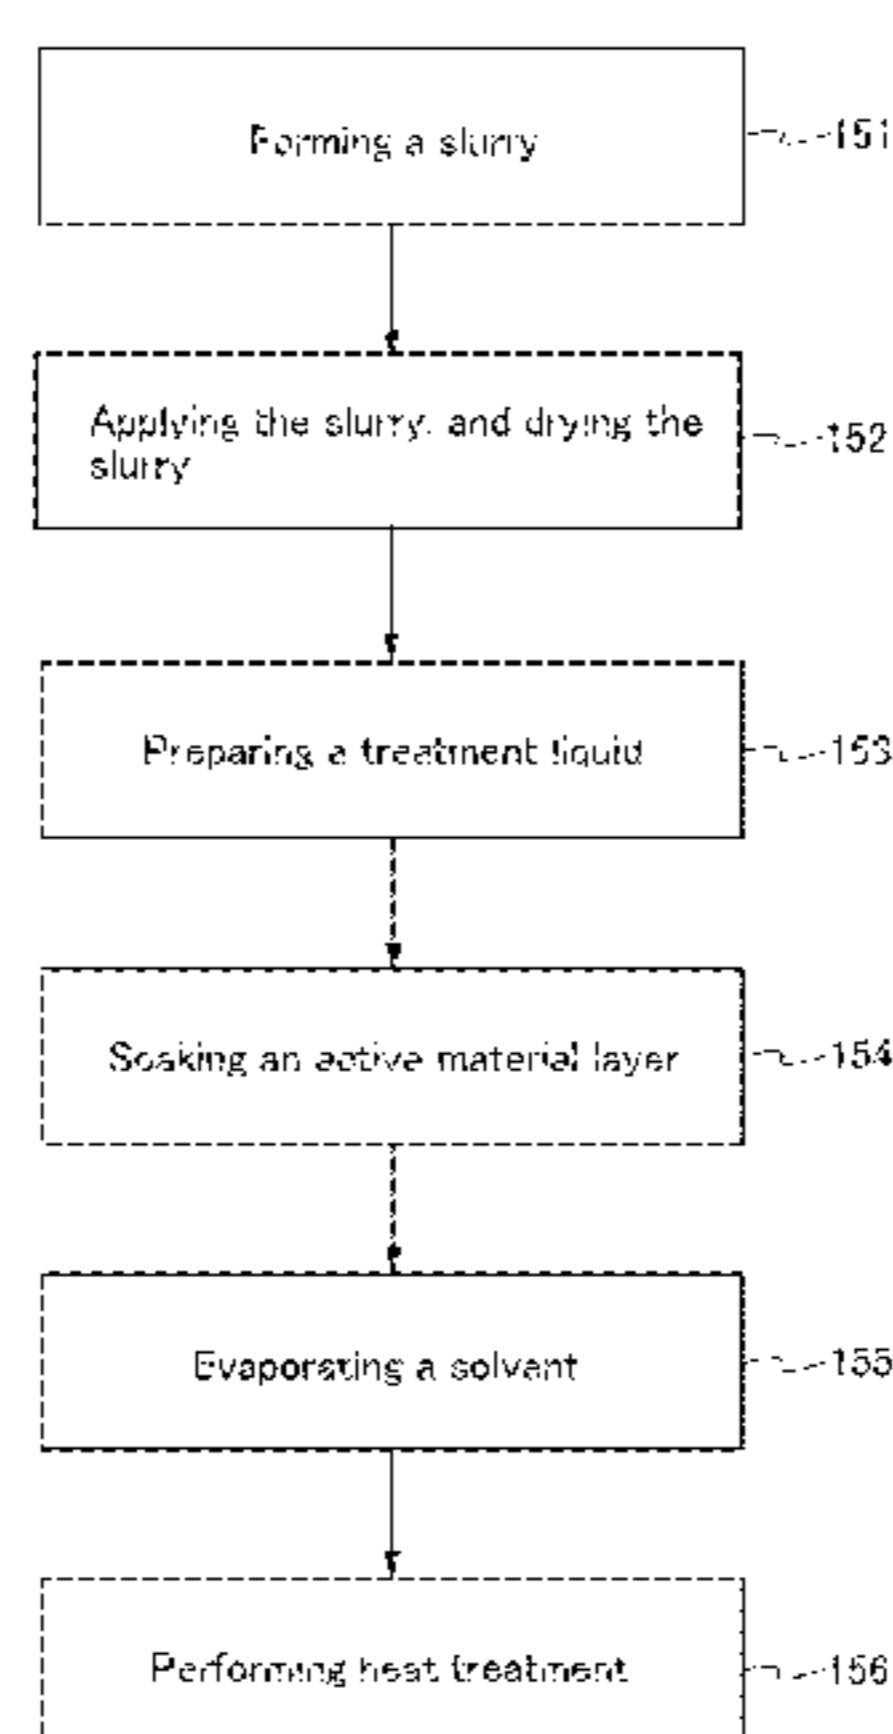 Forming a slurry
151
Applying the slurry, and drying the
slurry
152
Preparing a treatment liquid
153
Soaking an active material layer
154
Evaporating a solvent
155
Performing heat treatment
156